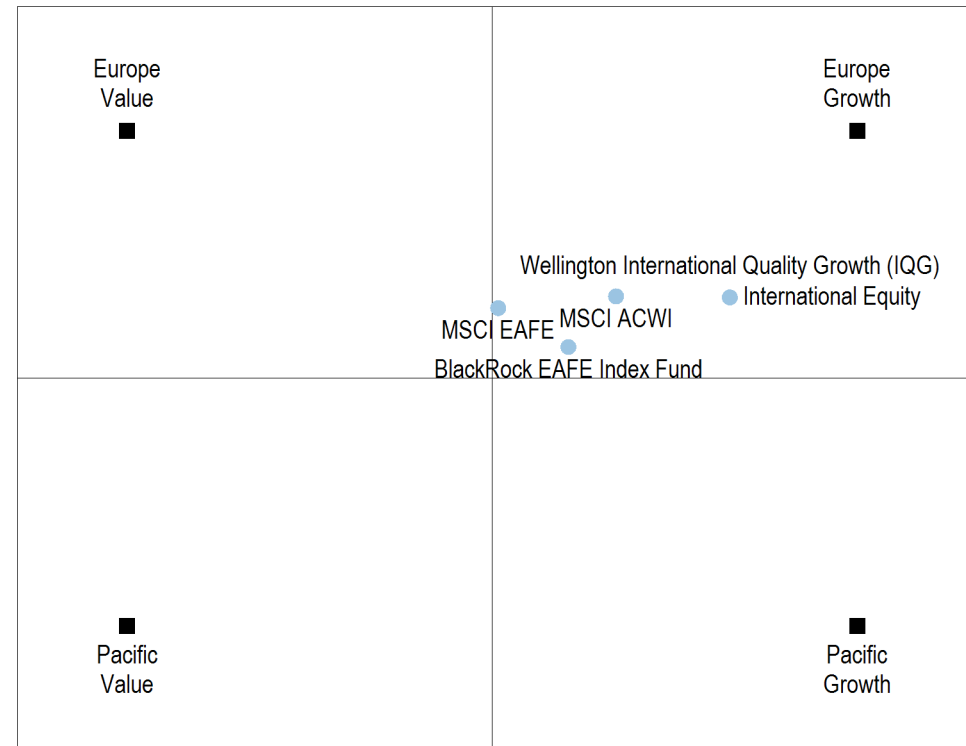 Europe
Value
Europe
Growth
Wellington International Quality Growth (IQG)
International Equity
MSCI ACWI
MSCI EAFE
BlackRock EAFE Index Fund
Pacific
Value
Pacific
Growth